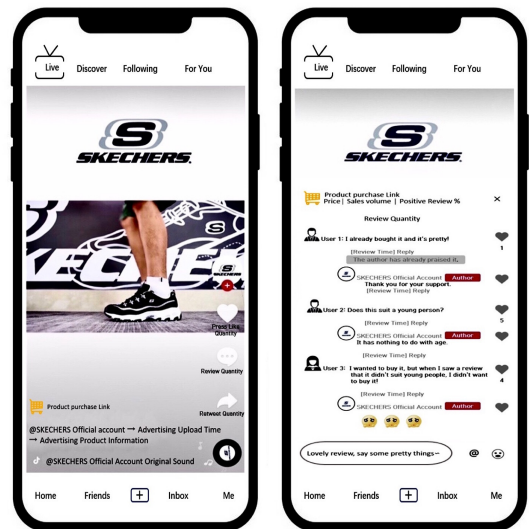 Live Discover Following For You
S
SKECHERS.
S
SKECHERS
Press Like
Quantity
Review Quantity
Retweet Quantity
Product purchase Link
@SKECHERS Official account → Advertising Upload Time
→ Advertising Product Information
@SKECHERS Official Account Original Sound
Home Friends + Inbox Me
Live Discover Following For You
S
SKECHERS.
Product purchase Link
Price| Sales volume | Positive Review %
×
Review Quantity
User 1: I already bought it and it's pretty!
1
[Review Time] Reply
The author has already praised it.
SKECHERS Official Account Author
Thank you for your support.
[Review Time] Reply
User 2: Does this suit a young person?
5
[Review Time] Reply
SKECHERS Official Account Author
It has nothing to do with age.
[Review Time] Reply
User 3: I wanted to buy it, but when I saw a review
that it didn't suit young people, I didn't want
to buy it!
4
[Review Time] Reply
SKECHERS Official Account Author
Lovely review, say some pretty things~ @
Home Friends + Inbox Me